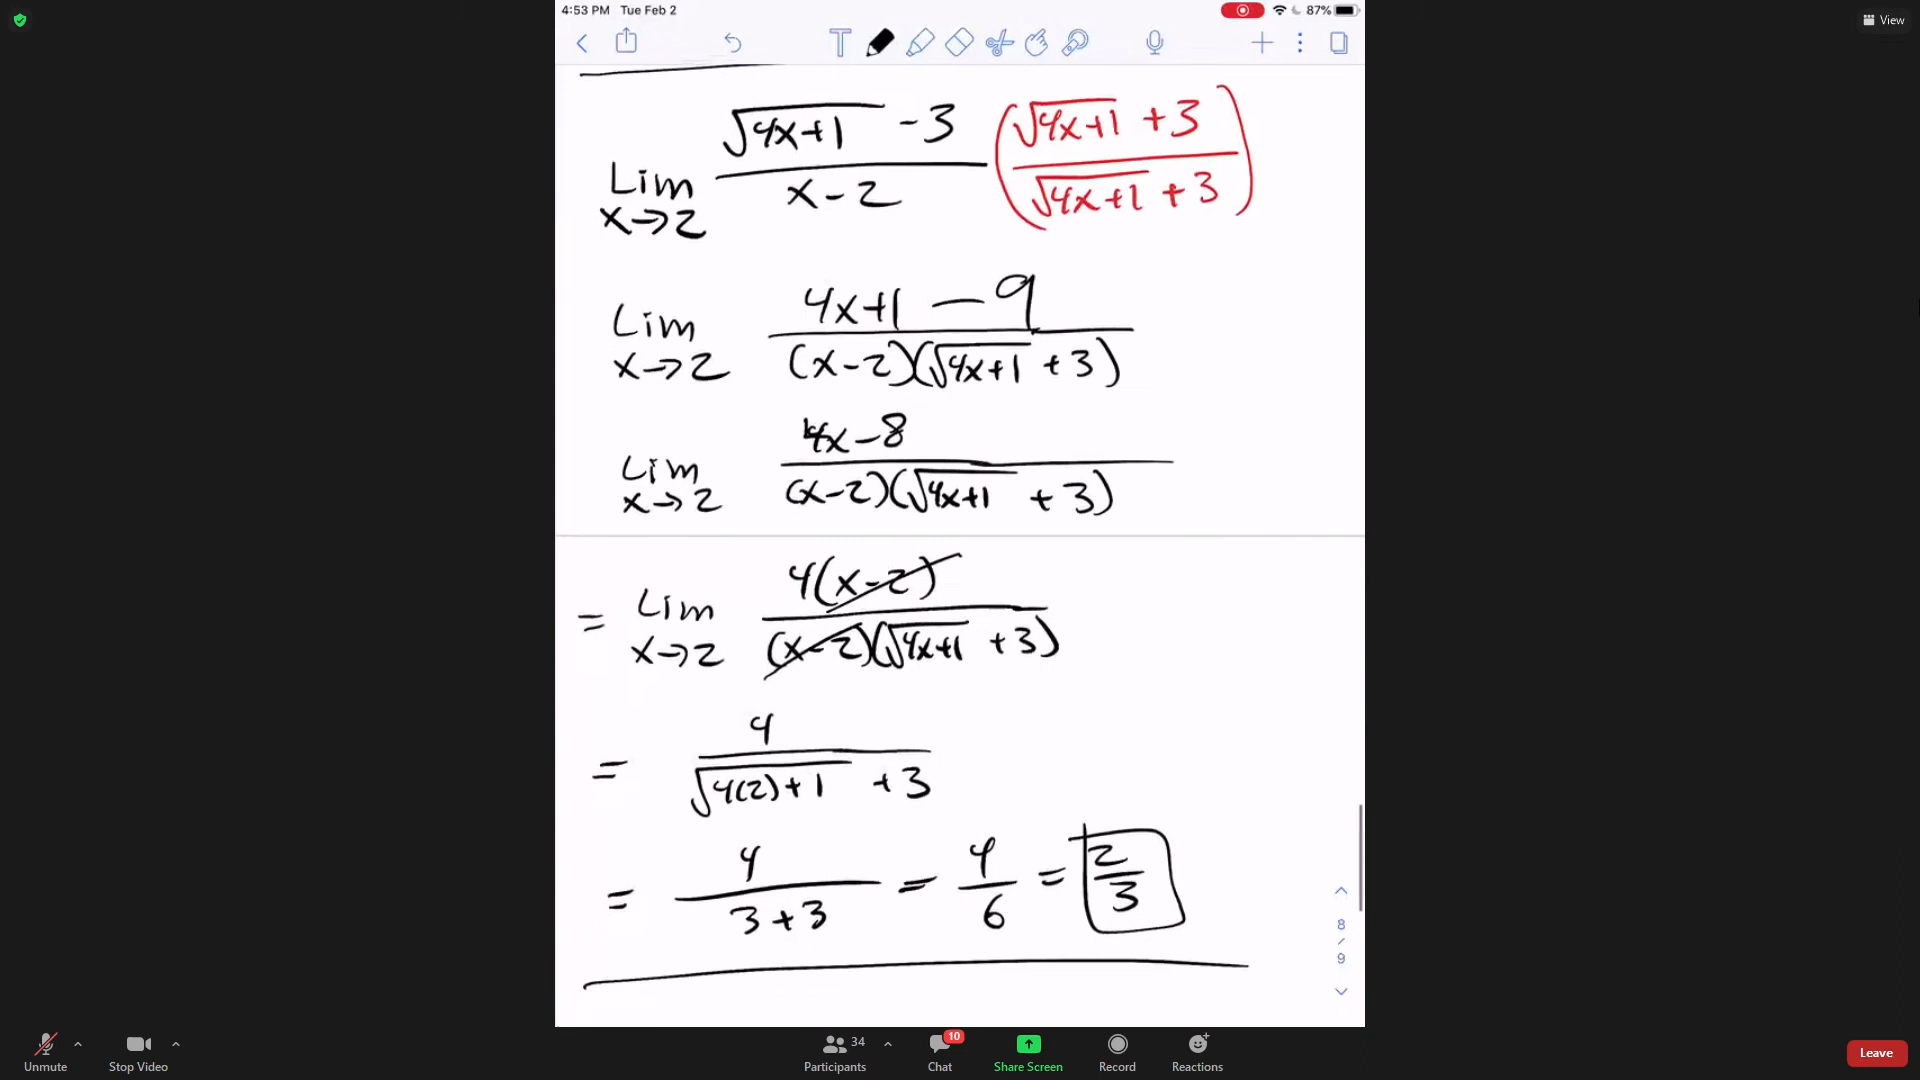 4:53 PM Tue Feb 2 87%
View
T
Lim x→2 (√(4x+1) - 3)/(x - 2) ((√(4x+1) + 3)/(√(4x+1) + 3))
Lim x→2 (4x+1 - 9)/((x-2)(√(4x+1) + 3))
Lim x→2 (4x-8)/((x-2)(√(4x+1) + 3))
= Lim x→2 4(x-2)/((x-2)(√(4x+1) + 3))
= 4/(√(4(2)+1) + 3)
= 4/(3+3) = 4/6 = 2/3
8/9
Unmute
Stop Video
34
Participants
10
Chat
Share Screen
Record
Reactions
Leave